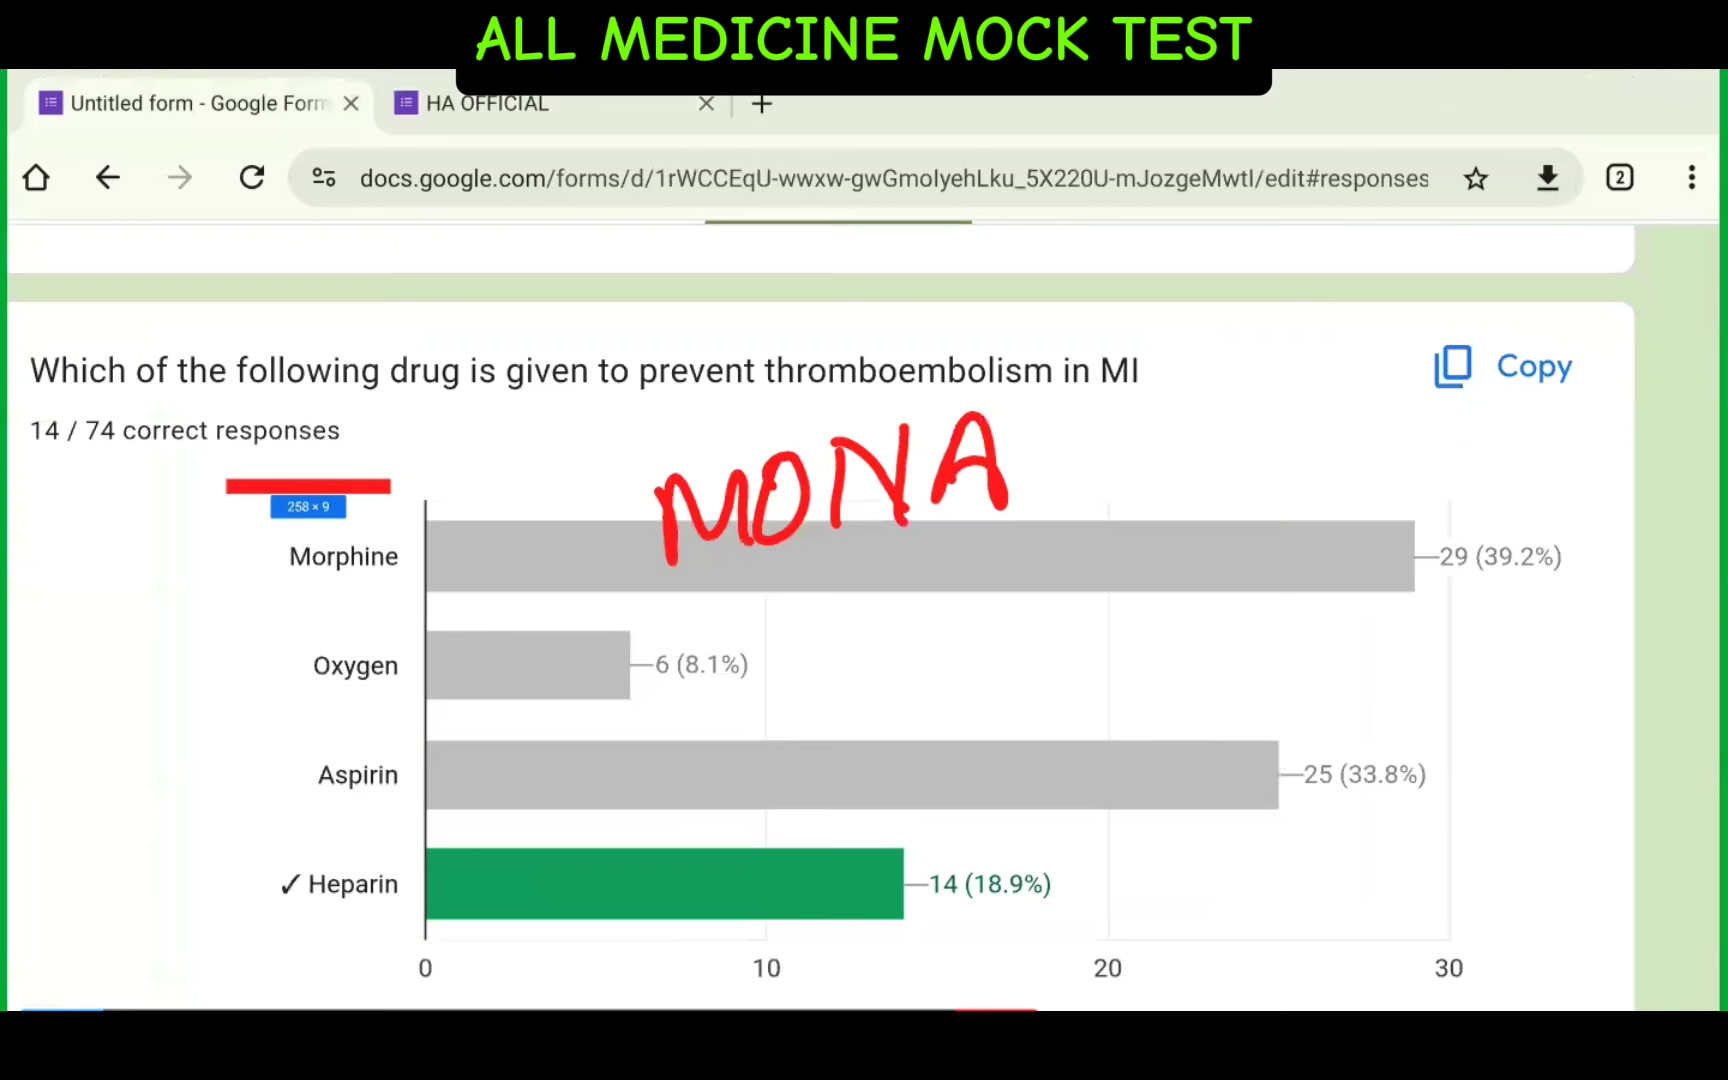 ALL MEDICINE MOCK TEST
Untitled form - Google Form
HA OFFICIAL
docs.google.com/forms/d/1rWCCEqU-wwxw-gwGmoIyehLku_5X220U-mJozgeMwtI/edit#responses
2
Which of the following drug is given to prevent thromboembolism in MI
Copy
14 / 74 correct responses
MONA
258 × 9
Morphine 29 (39.2%)
Oxygen 6 (8.1%)
Aspirin 25 (33.8%)
✓ Heparin 14 (18.9%)
0 10 20 30